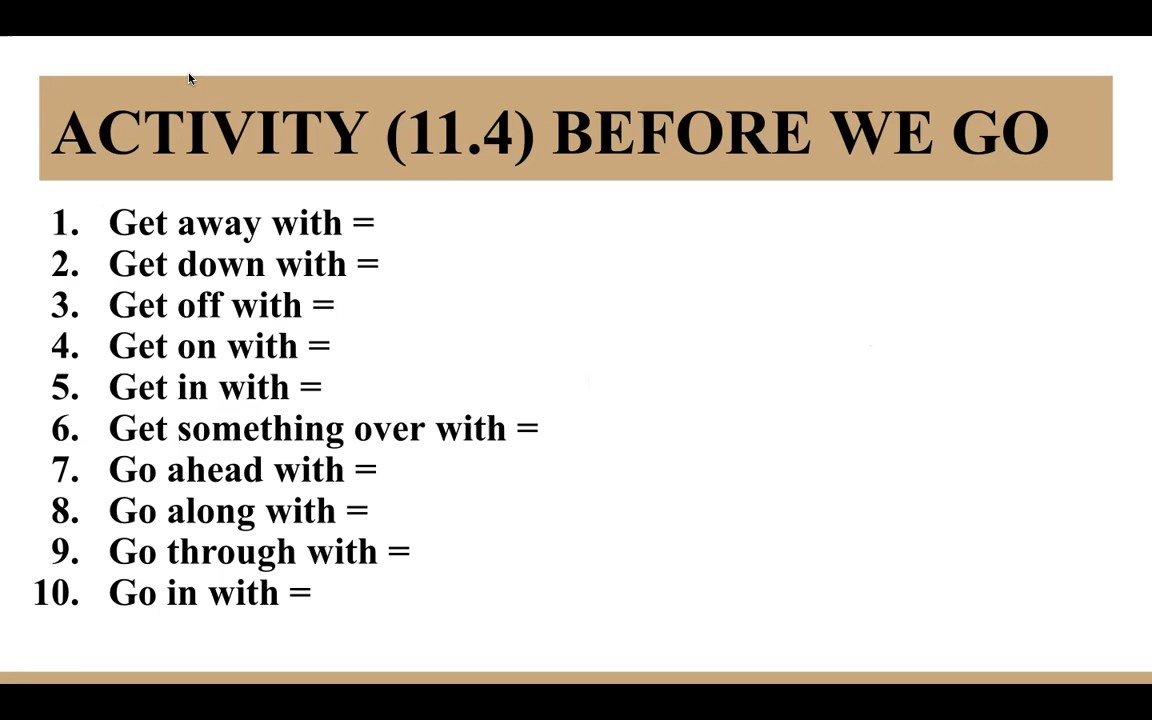 ACTIVITY (11.4) BEFORE WE GO
1. Get away with =
2. Get down with =
3. Get off with =
4. Get on with =
5. Get in with =
6. Get something over with =
7. Go ahead with =
8. Go along with =
9. Go through with =
10. Go in with =